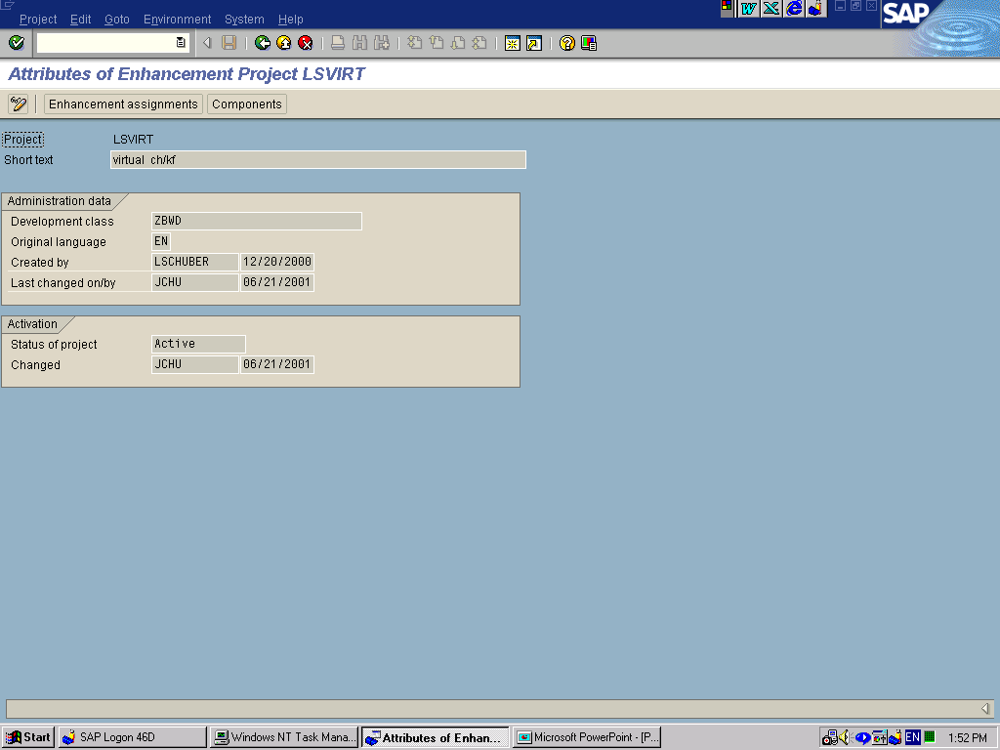 Project Edit Goto Environment System Help
SAP
Attributes of Enhancement Project LSVIRT
Enhancement assignments Components
Project LSVIRT
Short text virtual ch/kf
Administration data
Development class ZBWD
Original language EN
Created by LSCHUBER 12/20/2000
Last changed on/by JCHU 06/21/2001
Activation
Status of project Active
Changed JCHU 06/21/2001
Start SAP Logon 46D Windows NT Task Mana... Attributes of Enhan... Microsoft PowerPoint - [P... EN 1:52 PM